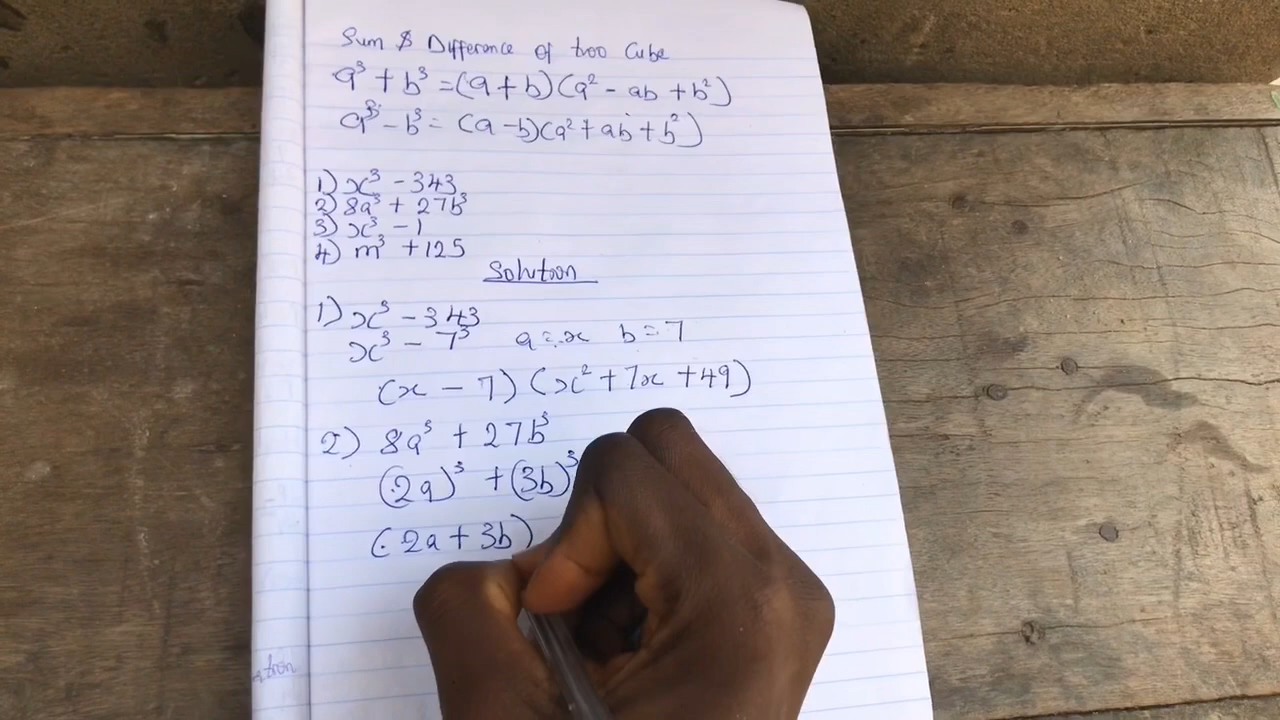 Sum & Difference of two Cube
a³ + b³ = (a + b)(a² - ab + b²)
a³ - b³ = (a - b)(a² + ab + b²)
1) x³ - 343
2) 8a³ + 27b³
3) x³ - 1
4) m³ + 125
Solution
1) x³ - 343
x³ - 7³ a = x b = 7
(x - 7) (x² + 7x + 49)
2) 8a³ + 27b³
(2a)³ + (3b)³
(2a + 3b)